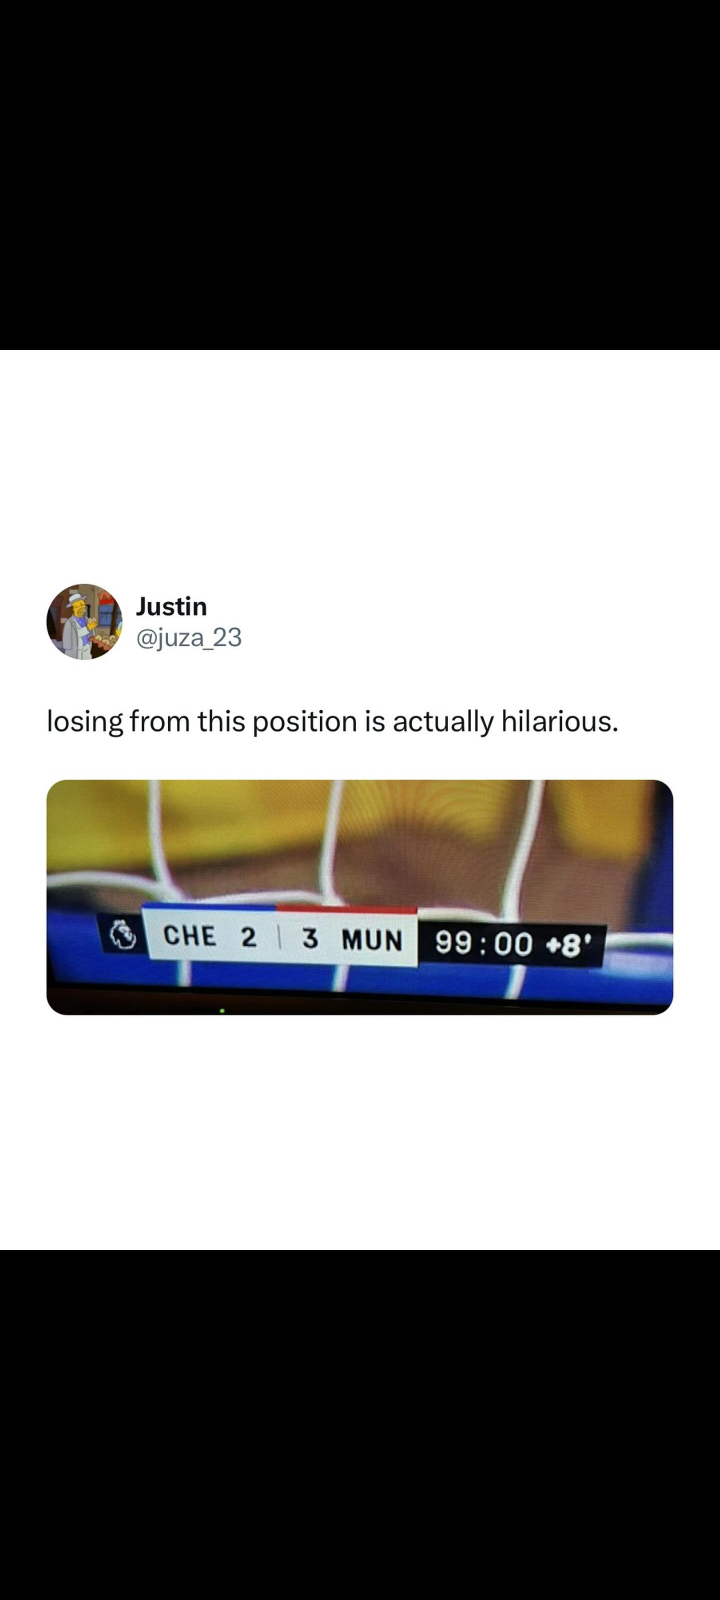 Justin
@juza_23
losing from this position is actually hilarious.
CHE 2 | 3 MUN 99:00 +8'